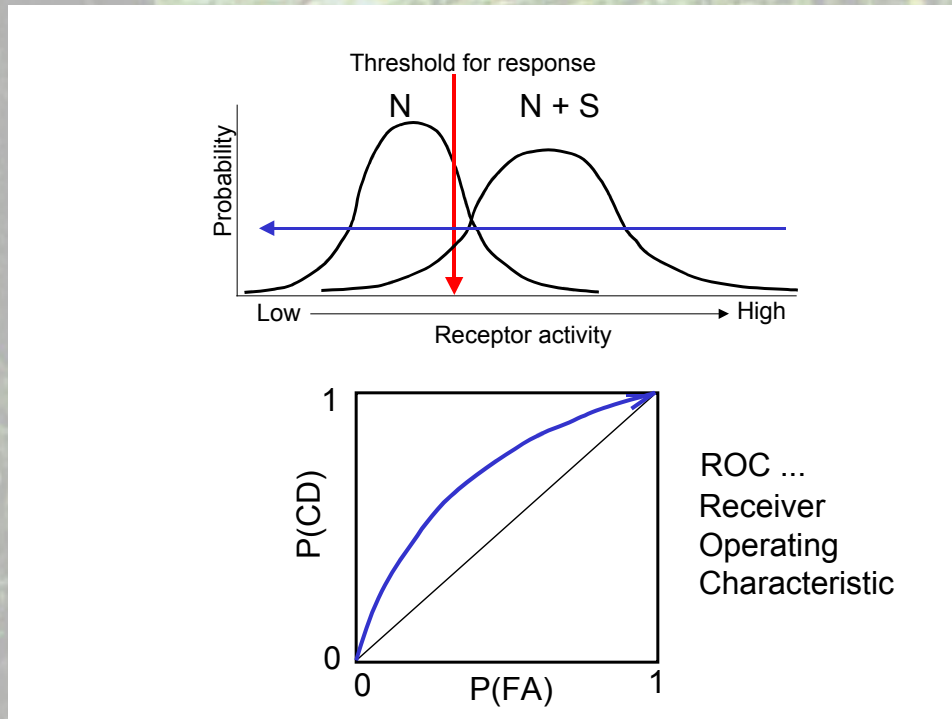 Threshold for response
N
N + S
Probability
Low
High
Receptor activity
1
P(CD)
0
0
P(FA)
1
ROC ...
Receiver
Operating
Characteristic